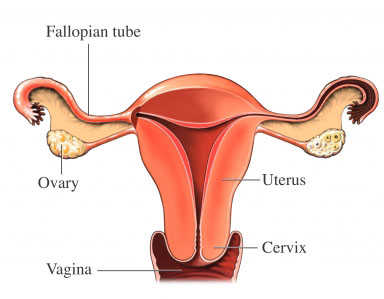 Fallopian tube
Ovary
Uterus
Cervix
Vagina